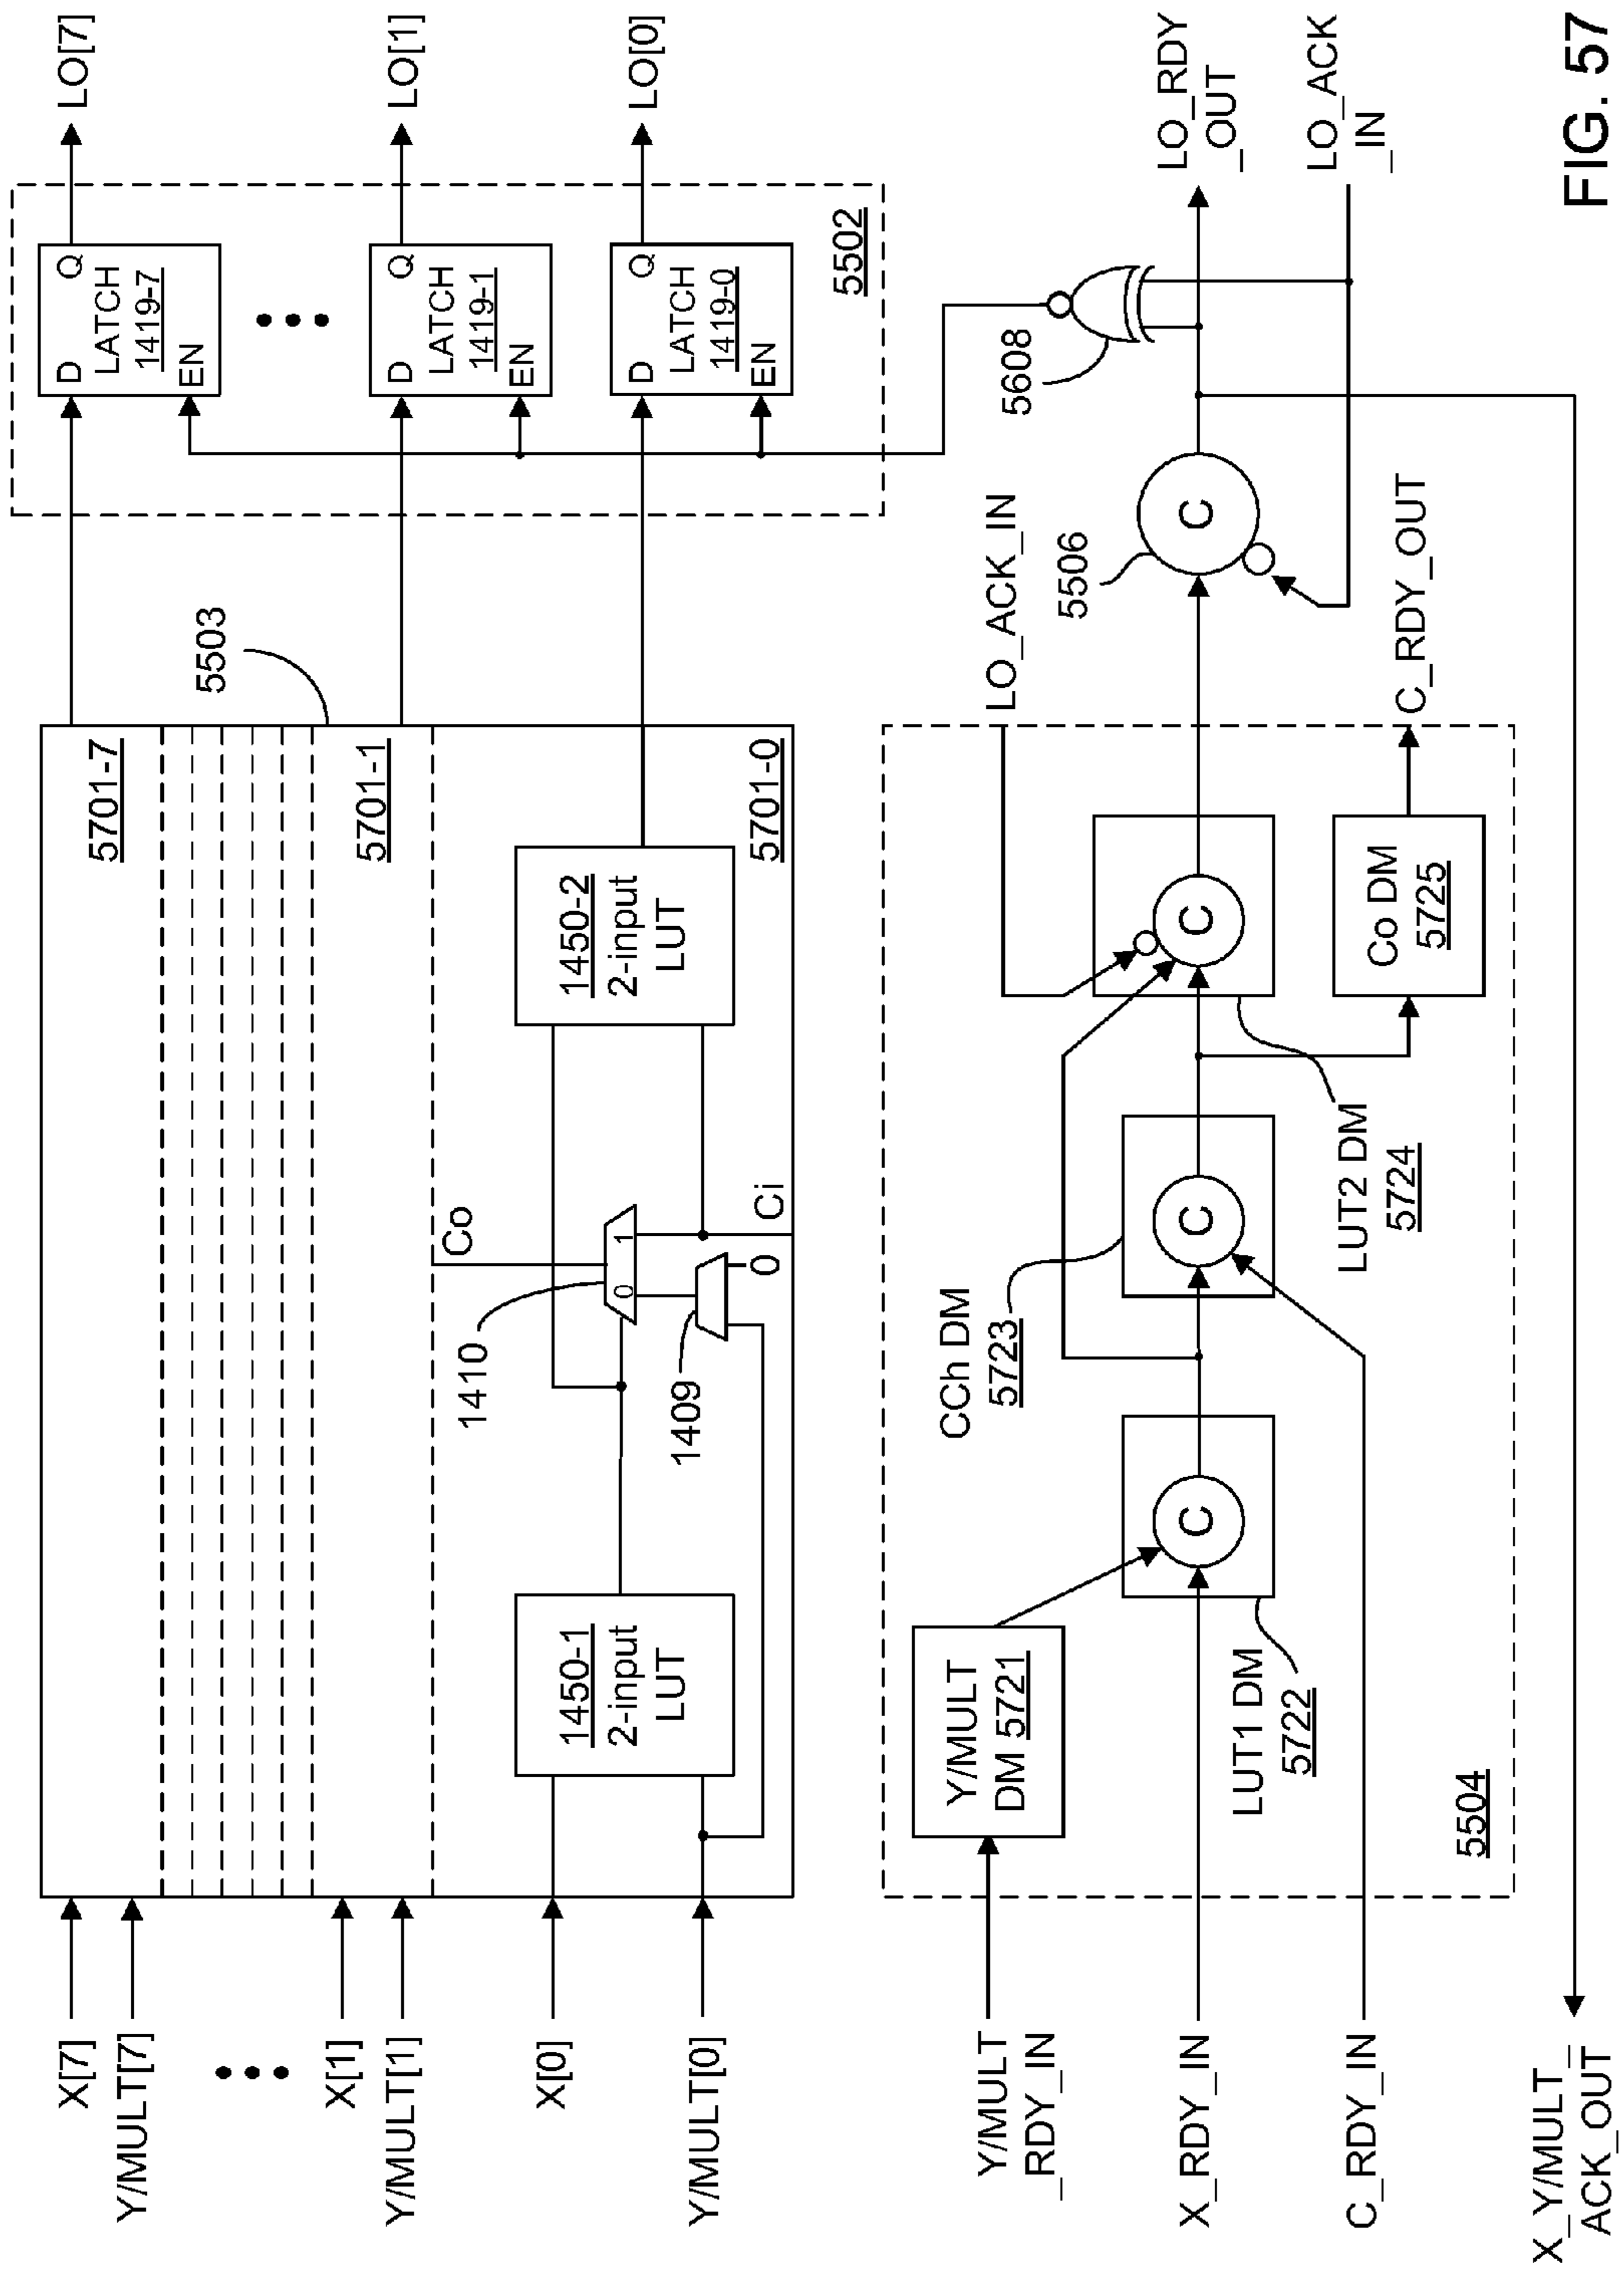 X[7]
Y/MULT[7]
X[1]
Y/MULT[1]
X[0]
Y/MULT[0]
5701-7
5701-1
5701-0
5503
1450-1
2-input
LUT
1450-2
2-input
LUT
1410
1409
0
1
0
Co
Ci
D
Q
LATCH
1419-7
EN
D
Q
LATCH
1419-1
EN
D
Q
LATCH
1419-0
EN
5502
LO[7]
LO[1]
LO[0]
Y/MULT
_RDY_IN
X_RDY_IN
C_RDY_IN
X_Y/MULT_
ACK_OUT
Y/MULT
DM 5721
C
LUT1 DM
5722
CCh DM
5723
C
LUT2 DM
5724
C
Co DM
5725
5504
LO_ACK_IN
C_RDY_OUT
5506
C
5608
LO_RDY
_OUT
LO_ACK
_IN
FIG. 57